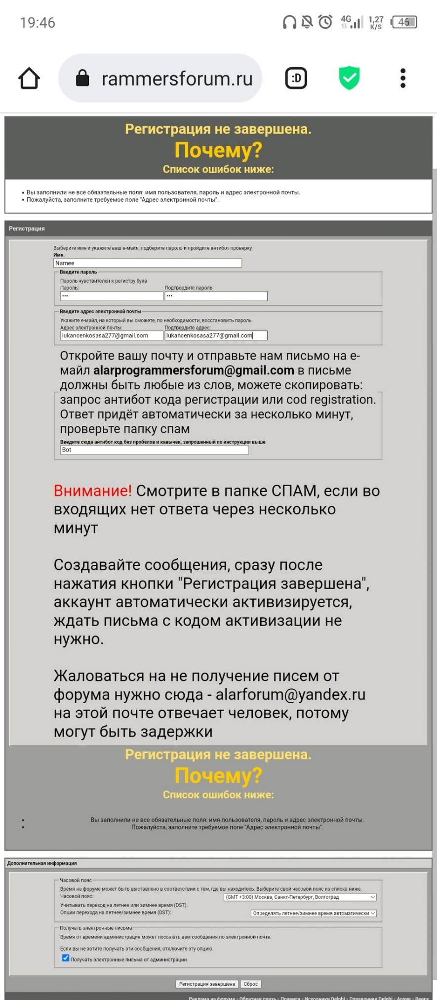 19:46
4G
1,27
K/S
46
rammersforum.ru
:D
Регистрация не завершена.
Почему?
Список ошибок ниже:
• Вы заполнили не все обязательные поля: имя пользователя, пароль и адрес электронной почты.
• Пожалуйста, заполните требуемое поле "Адрес электронной почты".
Регистрация
Выберите имя и укажите ваш е-майл, подберите пароль и пройдите антибот проверку
Имя:
Namee
Введите пароль
Пароль чувствителен к регистру букв
Пароль: Подтвердите пароль:
••• •••
Введите адрес электронной почты
Укажите е-майл, на который вы сможете, по необходимости, восстановить пароль.
Адрес электронной почты: Подтвердите адрес:
lukancenkosasa277@gmail.com lukancenkosasa277@gmail.com
Откройте вашу почту и отправьте нам письмо на е-
майл alarprogrammersforum@gmail.com в письме
должны быть любые из слов, можете скопировать:
запрос антибот кода регистрации или cod registration.
Ответ придёт автоматически за несколько минут,
проверьте папку спам
Введите сюда антибот код без пробелов и кавычек, запрошенный по инструкции выше
Bot
Внимание! Смотрите в папке СПАМ, если во
входящих нет ответа через несколько
минут
Создавайте сообщения, сразу после
нажатия кнопки "Регистрация завершена",
аккаунт автоматически активизируется,
ждать письма с кодом активизации не
нужно.
Жаловаться на не получение писем от
форума нужно сюда - alarforum@yandex.ru
на этой почте отвечает человек, потому
могут быть задержки
Регистрация не завершена.
Почему?
Список ошибок ниже:
• Вы заполнили не все обязательные поля: имя пользователя, пароль и адрес электронной почты.
• Пожалуйста, заполните требуемое поле "Адрес электронной почты".
Дополнительная информация
Часовой пояс
Время на форуме может быть выставлено в соответствии с тем, где вы находитесь. Выберите свой часовой пояс из списка ниже.
Часовой пояс: (GMT +3:00) Москва, Санкт-Петербург, Волгоград
Учитывать переход на летнее или зимнее время (DST).
Опции перехода на летнее/зимнее время (DST): Определять летнее/зимнее время автоматически
Получать электронные письма
Время от времени администрация может посылать вам сообщения по электронной почте.
Если вы не хотите получать эти сообщения, отключите эту опцию.
Получать электронные письма от администрации
Регистрация завершена Сброс
Реклама на форуме - Обратная связь - Правила - Исходники Delphi - Справочник Delphi - Архив - Вверх